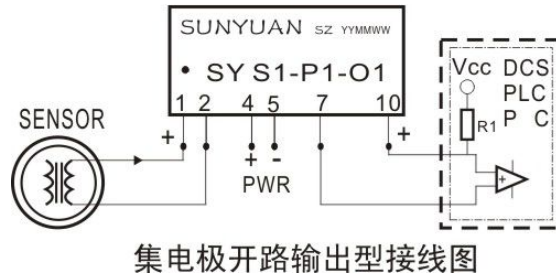 SUNYUAN SZ YYMMWW
• SY S1-P1-O1
1 2 4 5 7 10
SENSOR
+ + - +
PWR
Vcc DCS
PLC
R1 P C
+
集电极开路输出型接线图